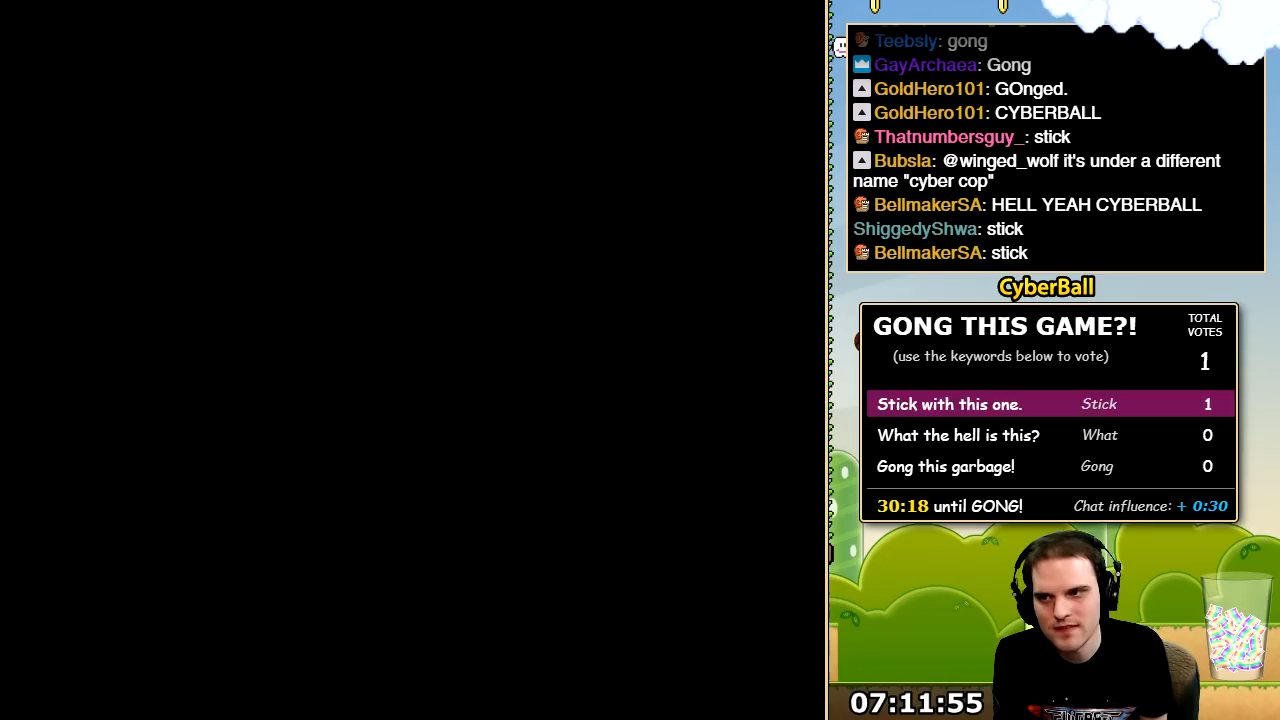 Teebsly: gong
GayArchaea: Gong
GoldHero101: GOnged.
GoldHero101: CYBERBALL
Thatnumbersguy_: stick
Bubsla: @winged_wolf it's under a different
name "cyber cop"
BellmakerSA: HELL YEAH CYBERBALL
ShiggedyShwa: stick
BellmakerSA: stick
CyberBall
GONG THIS GAME?! TOTAL
VOTES
(use the keywords below to vote) 1
Stick with this one. Stick 1
What the hell is this? What 0
Gong this garbage! Gong 0
30:18 until GONG! Chat influence: + 0:30
07:11:55